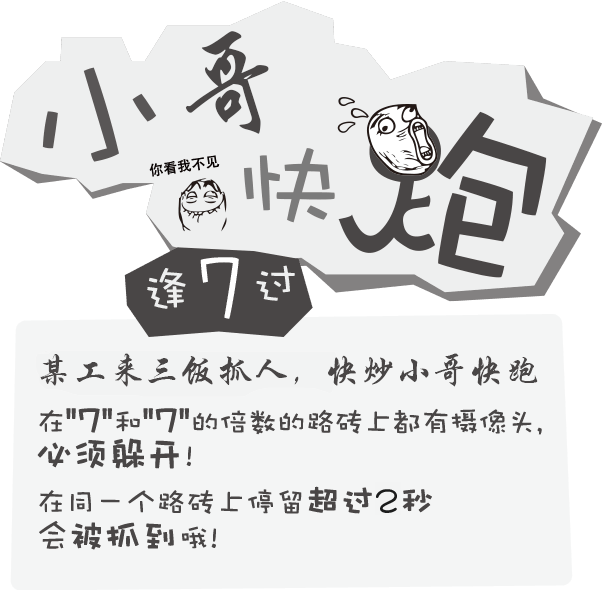 小哥
快炮
你看我不见
逢7过
某工来三饭抓人，快炒小哥快跑
在"7"和"7"的倍数的路砖上都有摄像头，
必须躲开！
在同一个路砖上停留超过2秒
会被抓到哦！